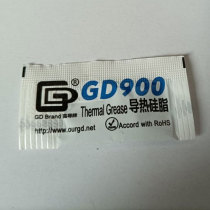 GD900
GD Brand 高导牌
Thermal Grease 导热硅脂
http://www.ourgd.net
Accord with RoHS